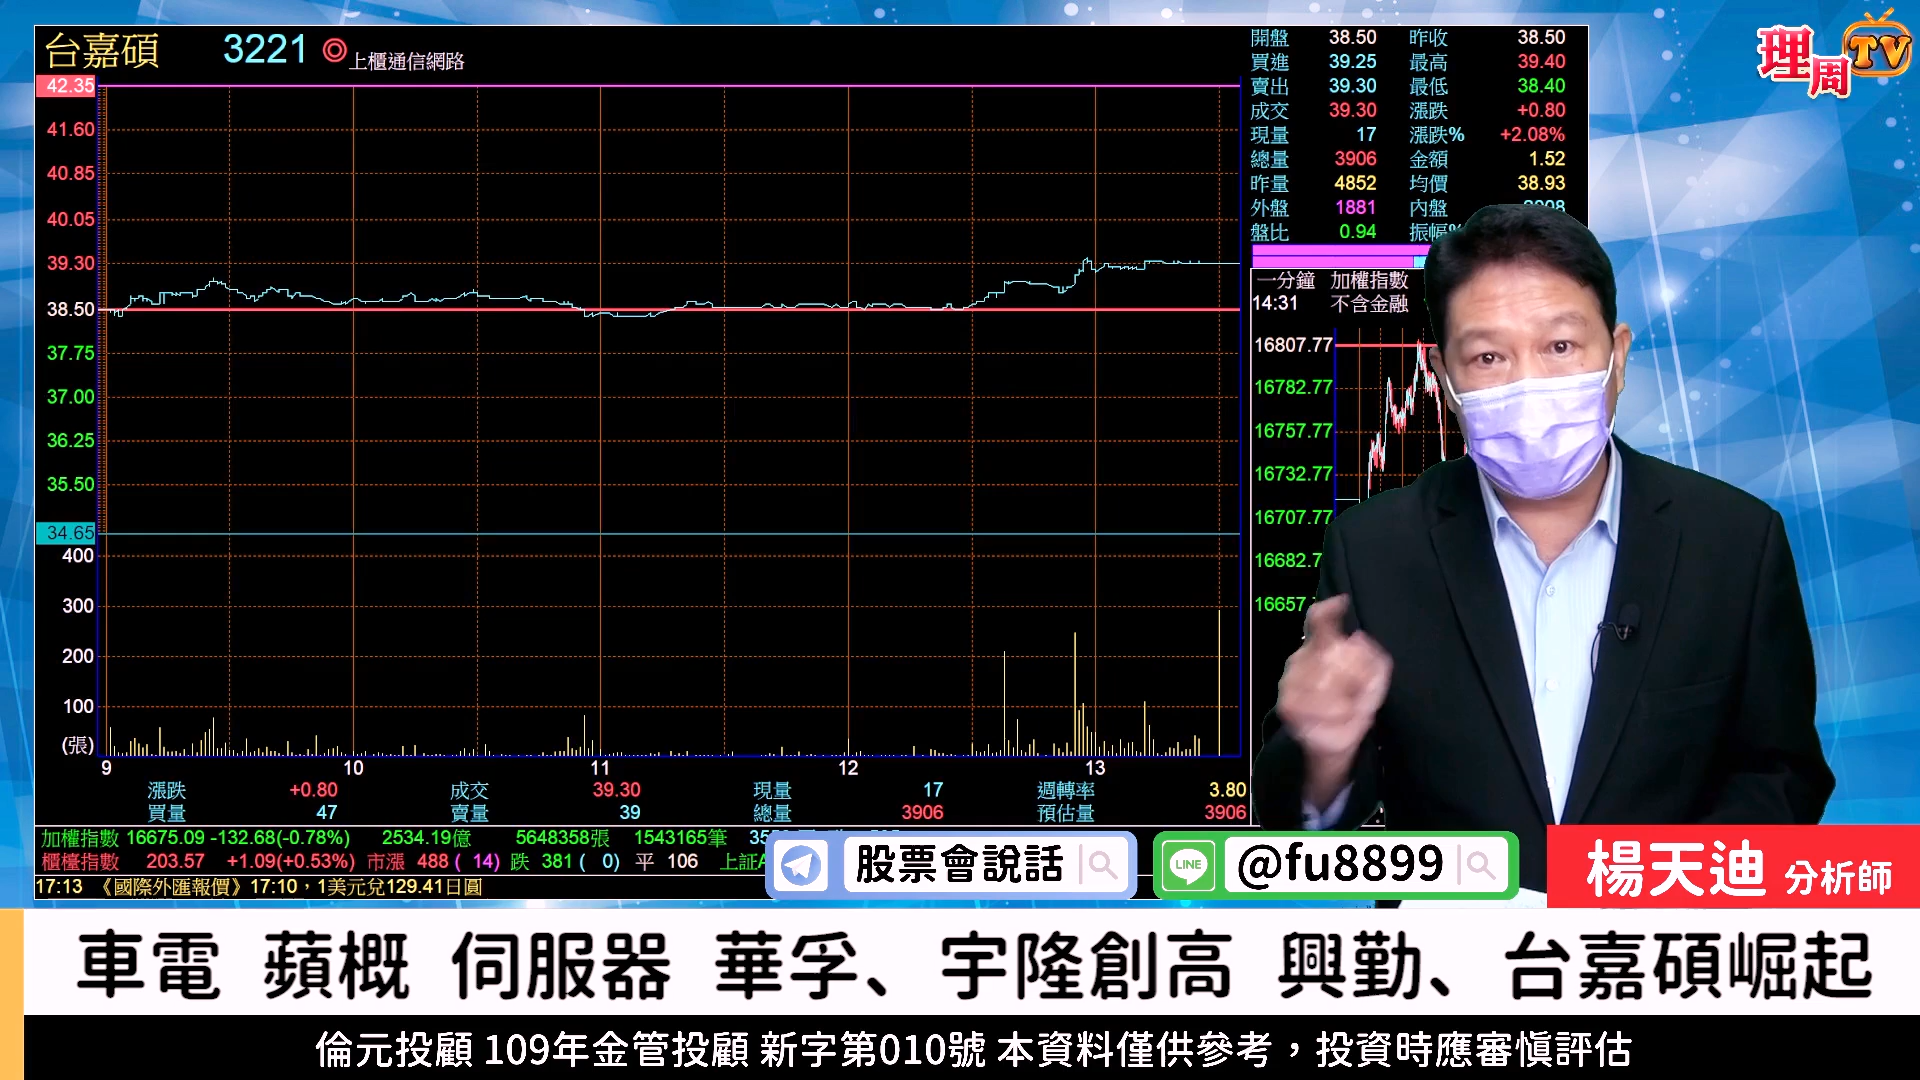 台嘉碩 3221 ◎上櫃通信網路
42.35
41.60
40.85
40.05
39.30
38.50
37.75
37.00
36.25
35.50
34.65
400
300
200
100
(張)
9 10 11 12 13
開盤 38.50 昨收 38.50
買進 39.25 最高 39.40
賣出 39.30 最低 38.40
成交 39.30 漲跌 +0.80
現量 17 漲跌% +2.08%
總量 3906 金額 1.52
昨量 4852 均價 38.93
外盤 1881 內盤
盤比 0.94 振幅%
一分鐘 加權指數
14:31 不含金融
16807.77
16782.77
16757.77
16732.77
16707.77
16682.7
16657
漲跌 +0.80 成交 39.30 現量 17 週轉率 3.80
買量 47 賣量 39 總量 3906 預估量 3906
加權指數 16675.09 -132.68(-0.78%) 2534.19億 5648358張 1543165筆
櫃檯指數 203.57 +1.09(+0.53%) 市漲 488 ( 14) 跌 381 ( 0) 平 106 上証
17:13 《國際外匯報價》17:10，1美元兌129.41日圓
理周TV
股票會說話
LINE @fu8899
楊天迪 分析師
車電 蘋概 伺服器 華孚、宇隆創高 興勤、台嘉碩崛起
倫元投顧 109年金管投顧 新字第010號 本資料僅供參考，投資時應審慎評估